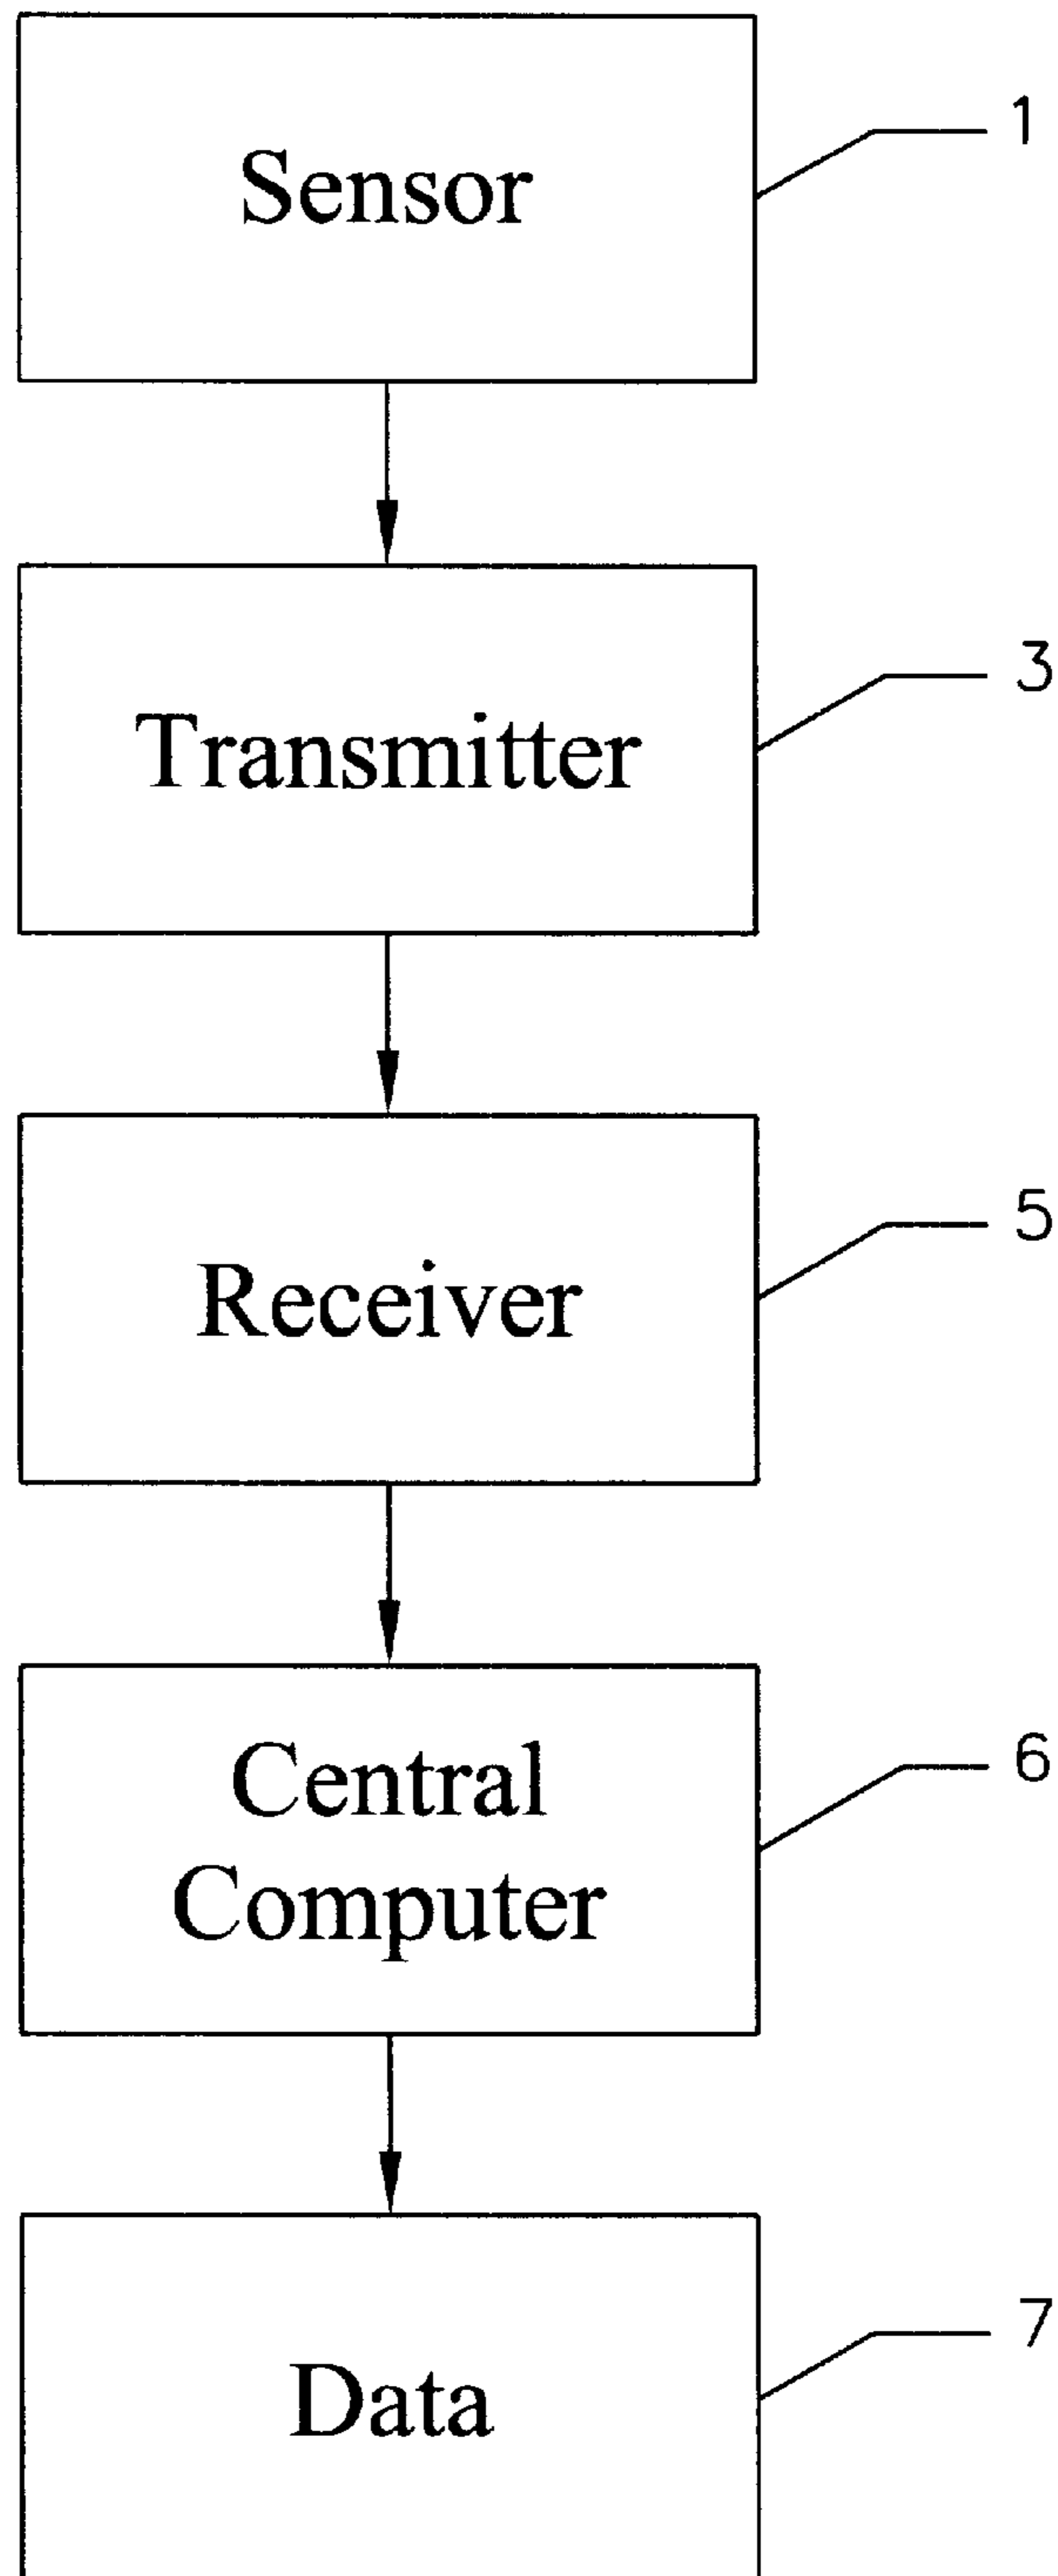 Sensor
1
Transmitter
3
Receiver
5
Central
Computer
6
Data
7